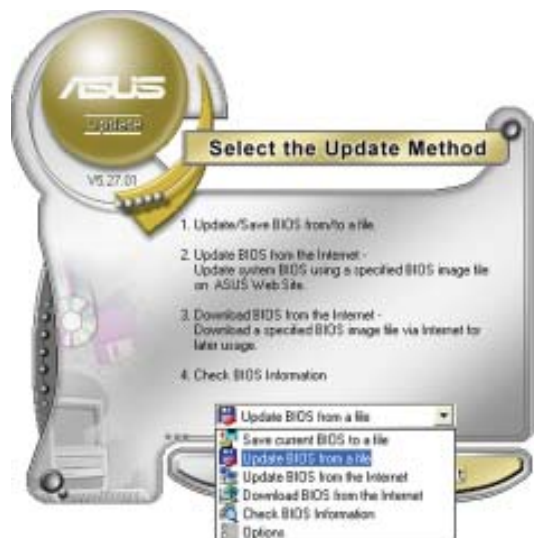 ASUS
Update
V5.27.01
Select the Update Method
1. Update/Save BIOS from/to a file
2. Update BIOS from the Internet -
Update system BIOS using a specified BIOS image file
on ASUS Web Site.
3. Download BIOS from the Internet -
Download a specified BIOS image file via Internet for
later usage.
4. Check BIOS Information
Update BIOS from a file
Save current BIOS to a file
Update BIOS from a file
Update BIOS from the Internet
Download BIOS from the Internet
Check BIOS Information
Options